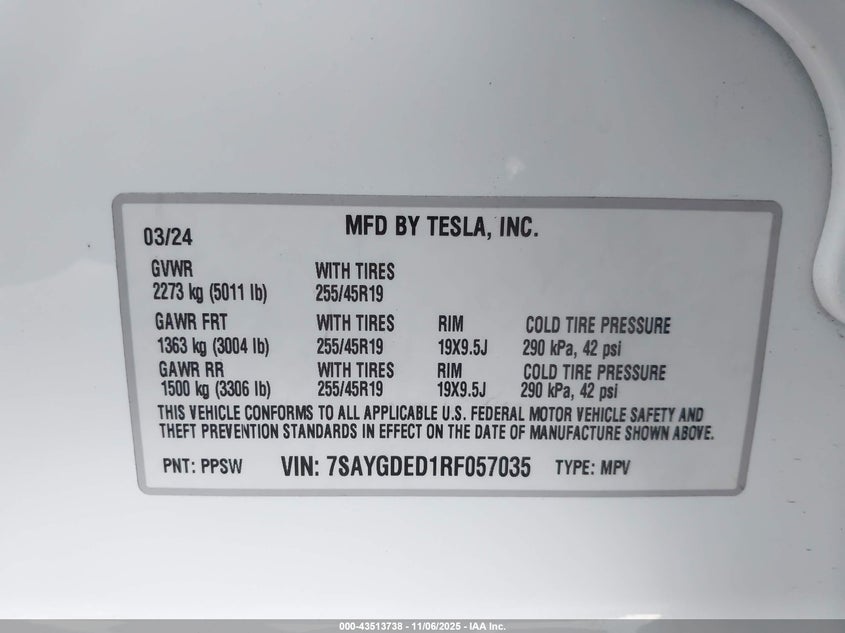 MFD BY TESLA, INC.
03/24
GVWR WITH TIRES
2273 kg (5011 lb) 255/45R19
GAWR FRT WITH TIRES RIM COLD TIRE PRESSURE
1363 kg (3004 lb) 255/45R19 19X9.5J 290 kPa, 42 psi
GAWR RR WITH TIRES RIM COLD TIRE PRESSURE
1500 kg (3306 lb) 255/45R19 19X9.5J 290 kPa, 42 psi
THIS VEHICLE CONFORMS TO ALL APPLICABLE U.S. FEDERAL MOTOR VEHICLE SAFETY AND
THEFT PREVENTION STANDARDS IN EFFECT ON THE DATE OF MANUFACTURE SHOWN ABOVE.
PNT: PPSW VIN: 7SAYGDED1RF057035 TYPE: MPV
000-43513738 - 11/06/2025 - IAA Inc.